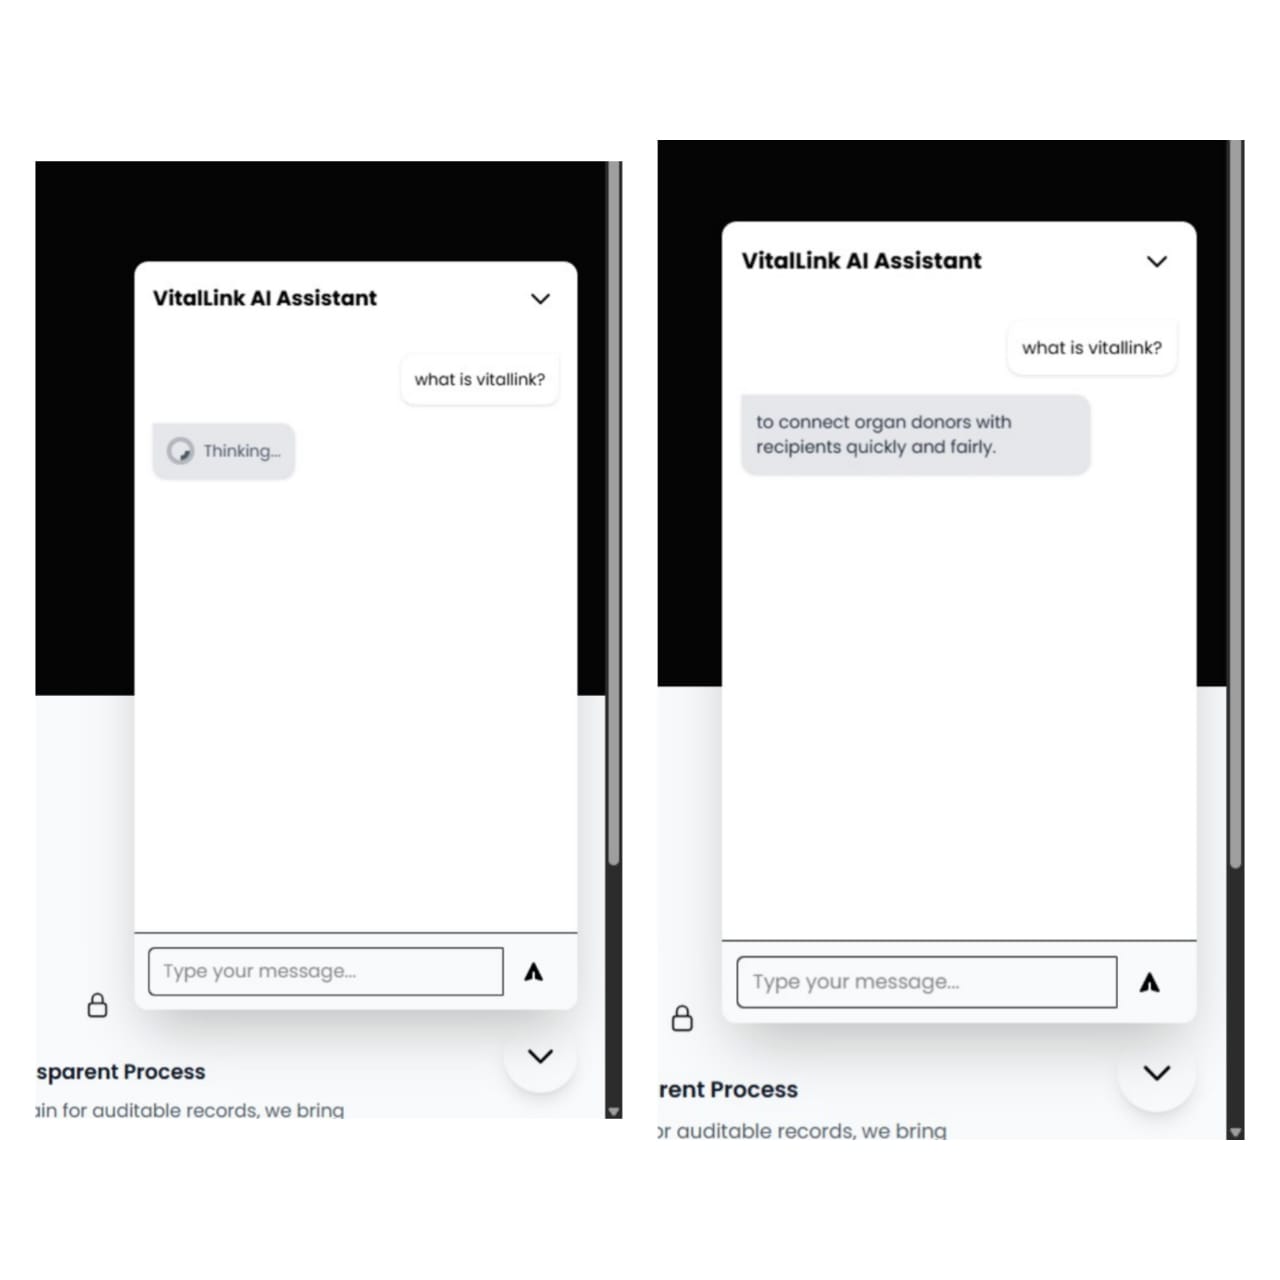 VitalLink AI Assistant
what is vitallink?
Thinking...
Type your message...
sparent Process
ain for auditable records, we bring
VitalLink AI Assistant
what is vitallink?
to connect organ donors with
recipients quickly and fairly.
Type your message...
rent Process
or auditable records, we bring